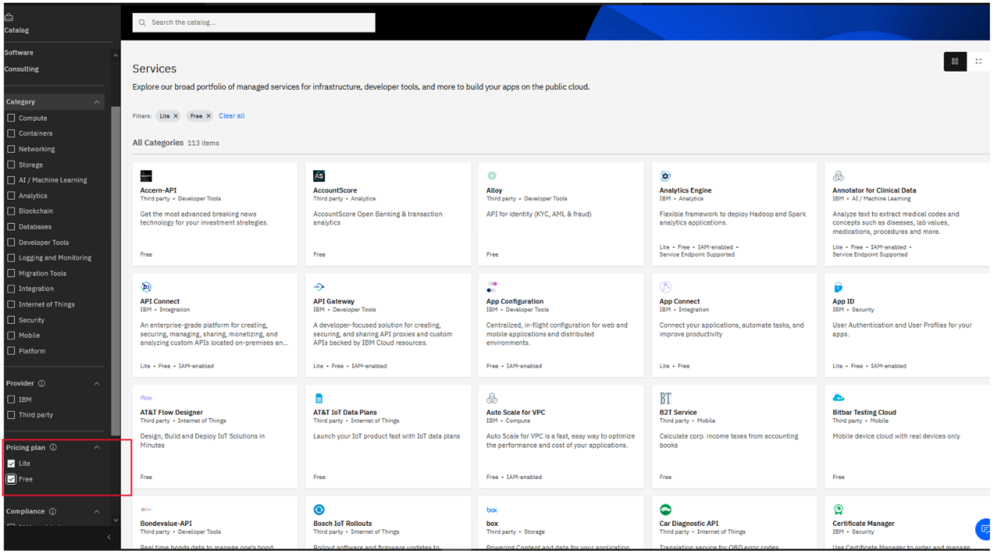 Catalog
Software
Consulting
Category
Compute
Containers
Networking
Storage
AI / Machine Learning
Analytics
Blockchain
Databases
Developer Tools
Logging and Monitoring
Migration Tools
Integration
Internet of Things
Security
Mobile
Platform
Provider
IBM
Third party
Pricing plan
Lite
Free
Compliance
Search the catalog...
Services
Explore our broad portfolio of managed services for infrastructure, developer tools, and more to build your apps on the public cloud.
Filters: Lite × Free × Clear all
All Categories 113 items
Accern-API
Third party • Developer Tools
Get the most advanced breaking news
technology for your investment strategies.
Free
AS
AccountScore
Third party • Analytics
AccountScore Open Banking & transaction
analytics
Free
Alloy
Third party • Developer Tools
API for identity (KYC, AML & fraud)
Free
Analytics Engine
IBM • Analytics
Flexible framework to deploy Hadoop and Spark
analytics applications.
Lite • Free • IAM-enabled •
Service Endpoint Supported
Annotator for Clinical Data
IBM • AI / Machine Learning
Analyze text to extract medical codes and
concepts such as diseases, lab values,
medications, procedures and more.
Lite • Free • IAM-enabled •
Service Endpoint Supported
API Connect
IBM • Integration
An enterprise-grade platform for creating,
securing, managing, sharing, monetizing, and
analyzing custom APIs located on-premises an...
Lite • Free • IAM-enabled
API Gateway
IBM • Developer Tools
A developer-focused solution for creating,
securing, and sharing API proxies and custom
APIs backed by IBM Cloud resources.
Lite • Free • IAM-enabled
App Configuration
IBM • Developer Tools
Centralized, in-flight configuration for web and
mobile applications and distributed
environments.
Free • IAM-enabled
App Connect
IBM • Integration
Connect your applications, automate tasks, and
improve productivity
Lite • Free
App ID
IBM • Security
User Authentication and User Profiles for your
apps.
Lite • Free • IAM-enabled
Flow
AT&T Flow Designer
Third party • Internet of Things
Design, Build and Deploy IoT Solutions in
Minutes
Free
AT&T IoT Data Plans
Third party • Internet of Things
Launch your IoT product fast with IoT data plans
Free
Auto Scale for VPC
IBM • Compute
Auto Scale for VPC is a fast, easy way to optimize
the performance and cost of your applications.
Free • IAM-enabled
BT
B2T Service
Third party • Mobile
Calculate corp. income taxes from accounting
books
Free
Bitbar Testing Cloud
Third party • Mobile
Mobile device cloud with real devices only
Free
Bondevalue-API
Third party • Developer Tools
Real time bonds data to manage one's bond
Bosch IoT Rollouts
Third party • Internet of Things
Rollout software and firmware updates to
box
box
Third party • Storage
Powering Content and data for your application
Car Diagnostic API
Third party • Internet of Things
Translation service for OBD error codes
Certificate Manager
IBM • Security
Use Certificate Manager to order and manage